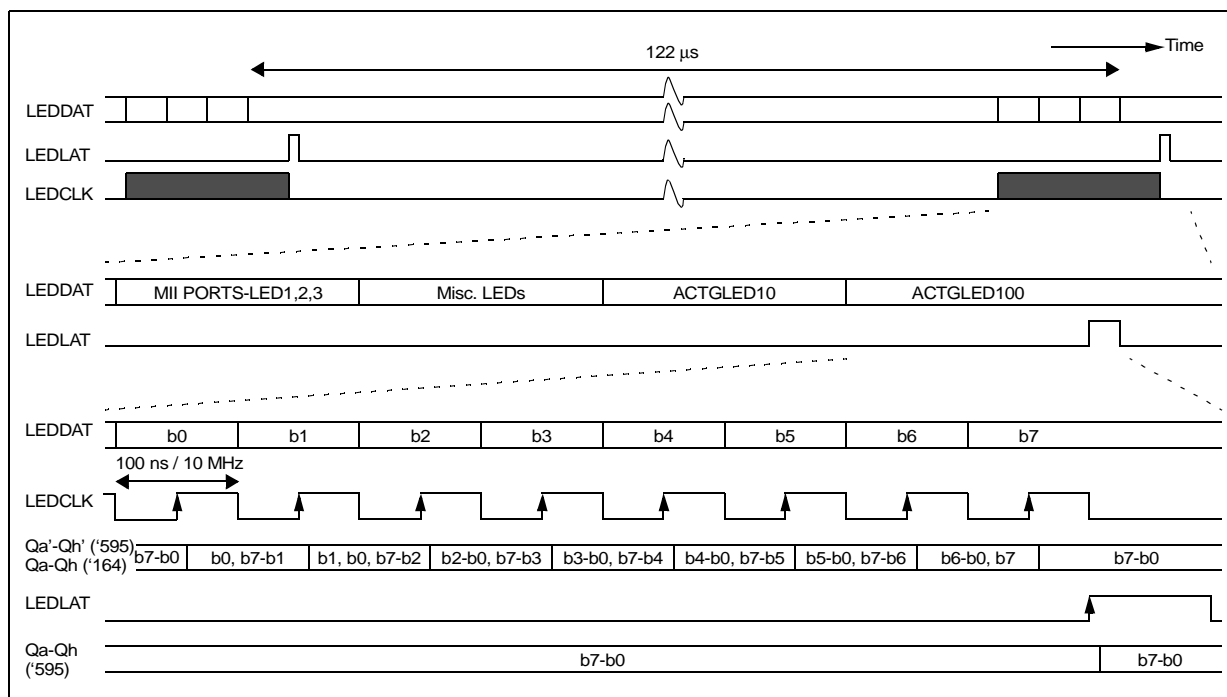 122 µs
Time
LEDDAT
LEDLAT
LEDCLK
LEDDAT
MII PORTS-LED1,2,3 Misc. LEDs ACTGLED10 ACTGLED100
LEDLAT
LEDDAT
b0 b1 b2 b3 b4 b5 b6 b7
100 ns / 10 MHz
LEDCLK
Qa'-Qh' ('595)
Qa-Qh ('164)
b7-b0 b0, b7-b1 b1, b0, b7-b2 b2-b0, b7-b3 b3-b0, b7-b4 b4-b0, b7-b5 b5-b0, b7-b6 b6-b0, b7 b7-b0
LEDLAT
Qa-Qh
('595)
b7-b0 b7-b0